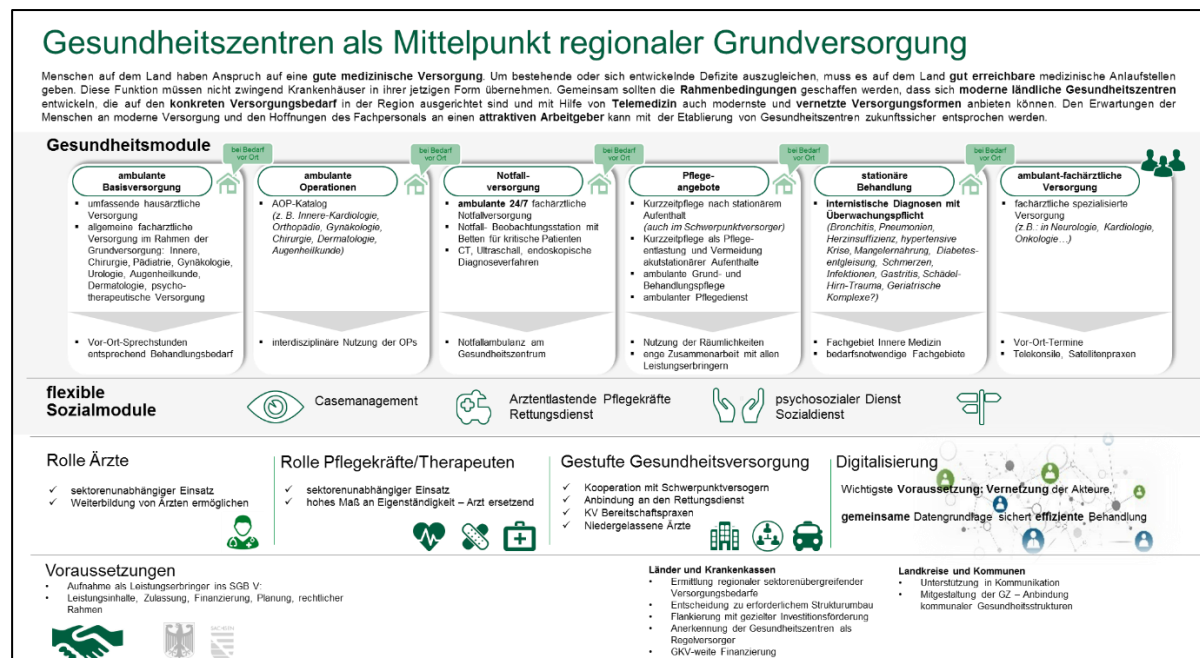 Gesundheitszentren als Mittelpunkt regionaler Grundversorgung
Menschen auf dem Land haben Anspruch auf eine gute medizinische Versorgung. Um bestehende oder sich entwickelnde Defizite auszugleichen, muss es auf dem Land gut erreichbare medizinische Anlaufstellen
geben. Diese Funktion müssen nicht zwingend Krankenhäuser in ihrer jetzigen Form übernehmen. Gemeinsam sollten die Rahmenbedingungen geschaffen werden, dass sich moderne ländliche Gesundheitszentren
entwickeln, die auf den konkreten Versorgungsbedarf in der Region ausgerichtet sind und mit Hilfe von Telemedizin auch modernste und vernetzte Versorgungsformen anbieten können. Den Erwartungen der
Menschen an moderne Versorgung und den Hoffnungen des Fachpersonals an einen attraktiven Arbeitgeber kann mit der Etablierung von Gesundheitszentren zukunftssicher entsprochen werden.
Gesundheitsmodule
ambulante
Basisversorgung
bei Bedarf
vor Ort
▪ umfassende hausärztliche
Versorgung
▪ allgemeine fachärztliche
Versorgung im Rahmen der
Grundversorgung: Innere,
Chirurgie, Pädiatrie, Gynäkologie,
Urologie, Augenheilkunde,
Dermatologie, psycho-
therapeutische Versorgung
▪ Vor-Ort-Sprechstunden
entsprechend Behandlungsbedarf
ambulante
Operationen
bei Bedarf
vor Ort
▪ AOP-Katalog
(z. B. Innere-Kardiologie,
Orthopädie, Gynäkologie,
Chirurgie, Dermatologie,
Augenheilkunde)
▪ interdisziplinäre Nutzung der OPs
Notfall-
versorgung
bei Bedarf
vor Ort
▪ ambulante 24/7 fachärztliche
Notfallversorgung
▪ Notfall- Beobachtungsstation mit
Betten für kritische Patienten
▪ CT, Ultraschall, endoskopische
Diagnoseverfahren
▪ Notfallambulanz am
Gesundheitszentrum
Pflege-
angebote
bei Bedarf
vor Ort
▪ Kurzzeitpflege nach stationärem
Aufenthalt
(auch im Schwerpunktversorger)
▪ Kurzzeitpflege als Pflege-
entlastung und Vermeidung
akutstationärer Aufenthalte
▪ ambulante Grund- und
Behandlungspflege
▪ ambulanter Pflegedienst
▪ Nutzung der Räumlichkeiten
▪ enge Zusammenarbeit mit allen
Leistungserbringern
stationäre
Behandlung
bei Bedarf
vor Ort
▪ internistische Diagnosen mit
Überwachungspflicht
(Bronchitis, Pneumonien,
Herzinsuffizienz, hypertensive
Krise, Mangelernährung, Diabetes-
entgleisung, Schmerzen,
Infektionen, Gastritis, Schädel-
Hirn-Trauma, Geriatrische
Komplexe?)
▪ Fachgebiet Innere Medizin
▪ bedarfsnotwendige Fachgebiete
ambulant-fachärztliche
Versorgung
▪ fachärztliche spezialisierte
Versorgung
(z.B.: in Neurologie, Kardiologie,
Onkologie…)
▪ Vor-Ort-Termine
▪ Telekonsile, Satellitenpraxen
flexible
Sozialmodule
Casemanagement
Arztentlastende Pflegekräfte
Rettungsdienst
psychosozialer Dienst
Sozialdienst
Rolle Ärzte
✓ sektorenunabhängiger Einsatz
✓ Weiterbildung von Ärzten ermöglichen
Rolle Pflegekräfte/Therapeuten
✓ sektorenunabhängiger Einsatz
✓ hohes Maß an Eigenständigkeit – Arzt ersetzend
Gestufte Gesundheitsversorgung
✓ Kooperation mit Schwerpunktversogern
✓ Anbindung an den Rettungsdienst
✓ KV Bereitschaftspraxen
✓ Niedergelassene Ärzte
Digitalisierung
Wichtigste Voraussetzung: Vernetzung der Akteure,
gemeinsame Datengrundlage sichert effiziente Behandlung
Voraussetzungen
• Aufnahme als Leistungserbringer ins SGB V:
• Leistungsinhalte, Zulassung, Finanzierung, Planung, rechtlicher
Rahmen
SACHSEN
Länder und Krankenkassen
• Ermittlung regionaler sektorenübergreifender
Versorgungsbedarfe
• Entscheidung zu erforderlichem Strukturumbau
• Flankierung mit gezielter Investitionsförderung
• Anerkennung der Gesundheitszentren als
Regelversorger
• GKV-weite Finanzierung
Landkreise und Kommunen
• Unterstützung in Kommunikation
• Mitgestaltung der GZ – Anbindung
kommunaler Gesundheitsstrukturen